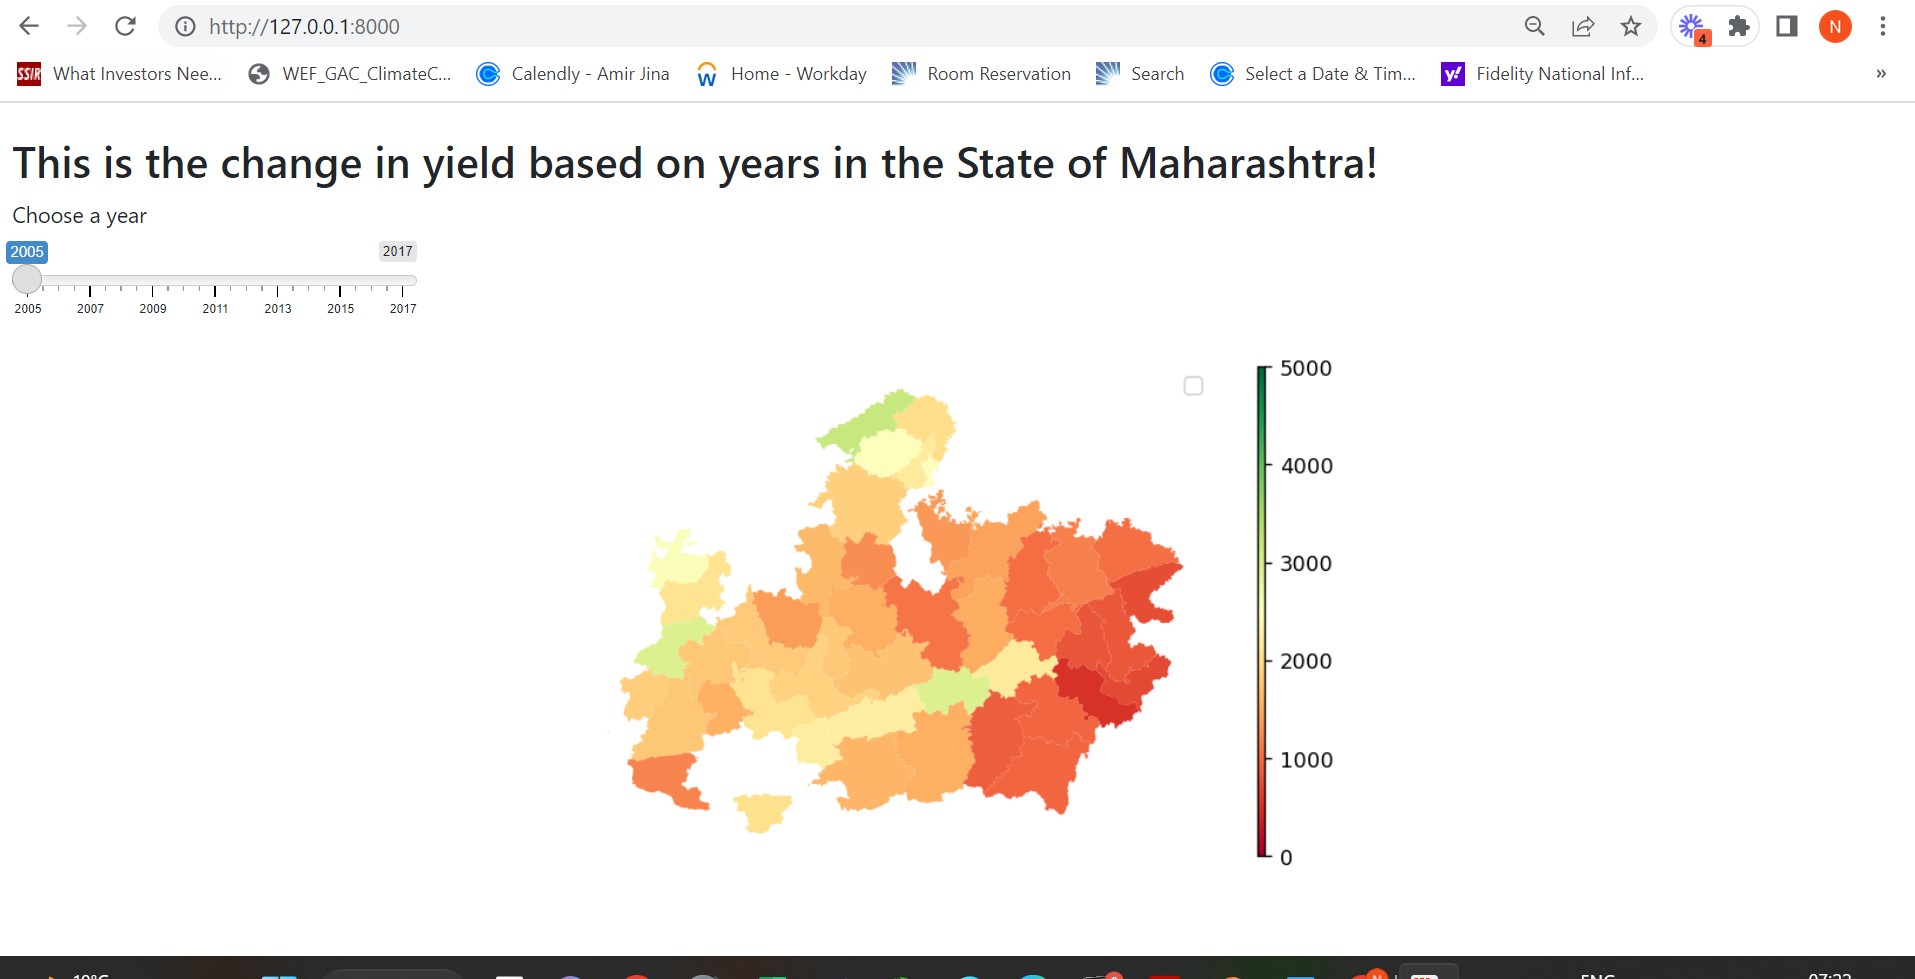 http://127.0.0.1:8000
4
N
SSIR What Investors Nee... WEF_GAC_ClimateC... Calendly - Amir Jina Home - Workday Room Reservation Search Select a Date & Tim... y! Fidelity National Inf... »
This is the change in yield based on years in the State of Maharashtra!
Choose a year
2005 2017
2005 2007 2009 2011 2013 2015 2017
5000
4000
3000
2000
1000
0